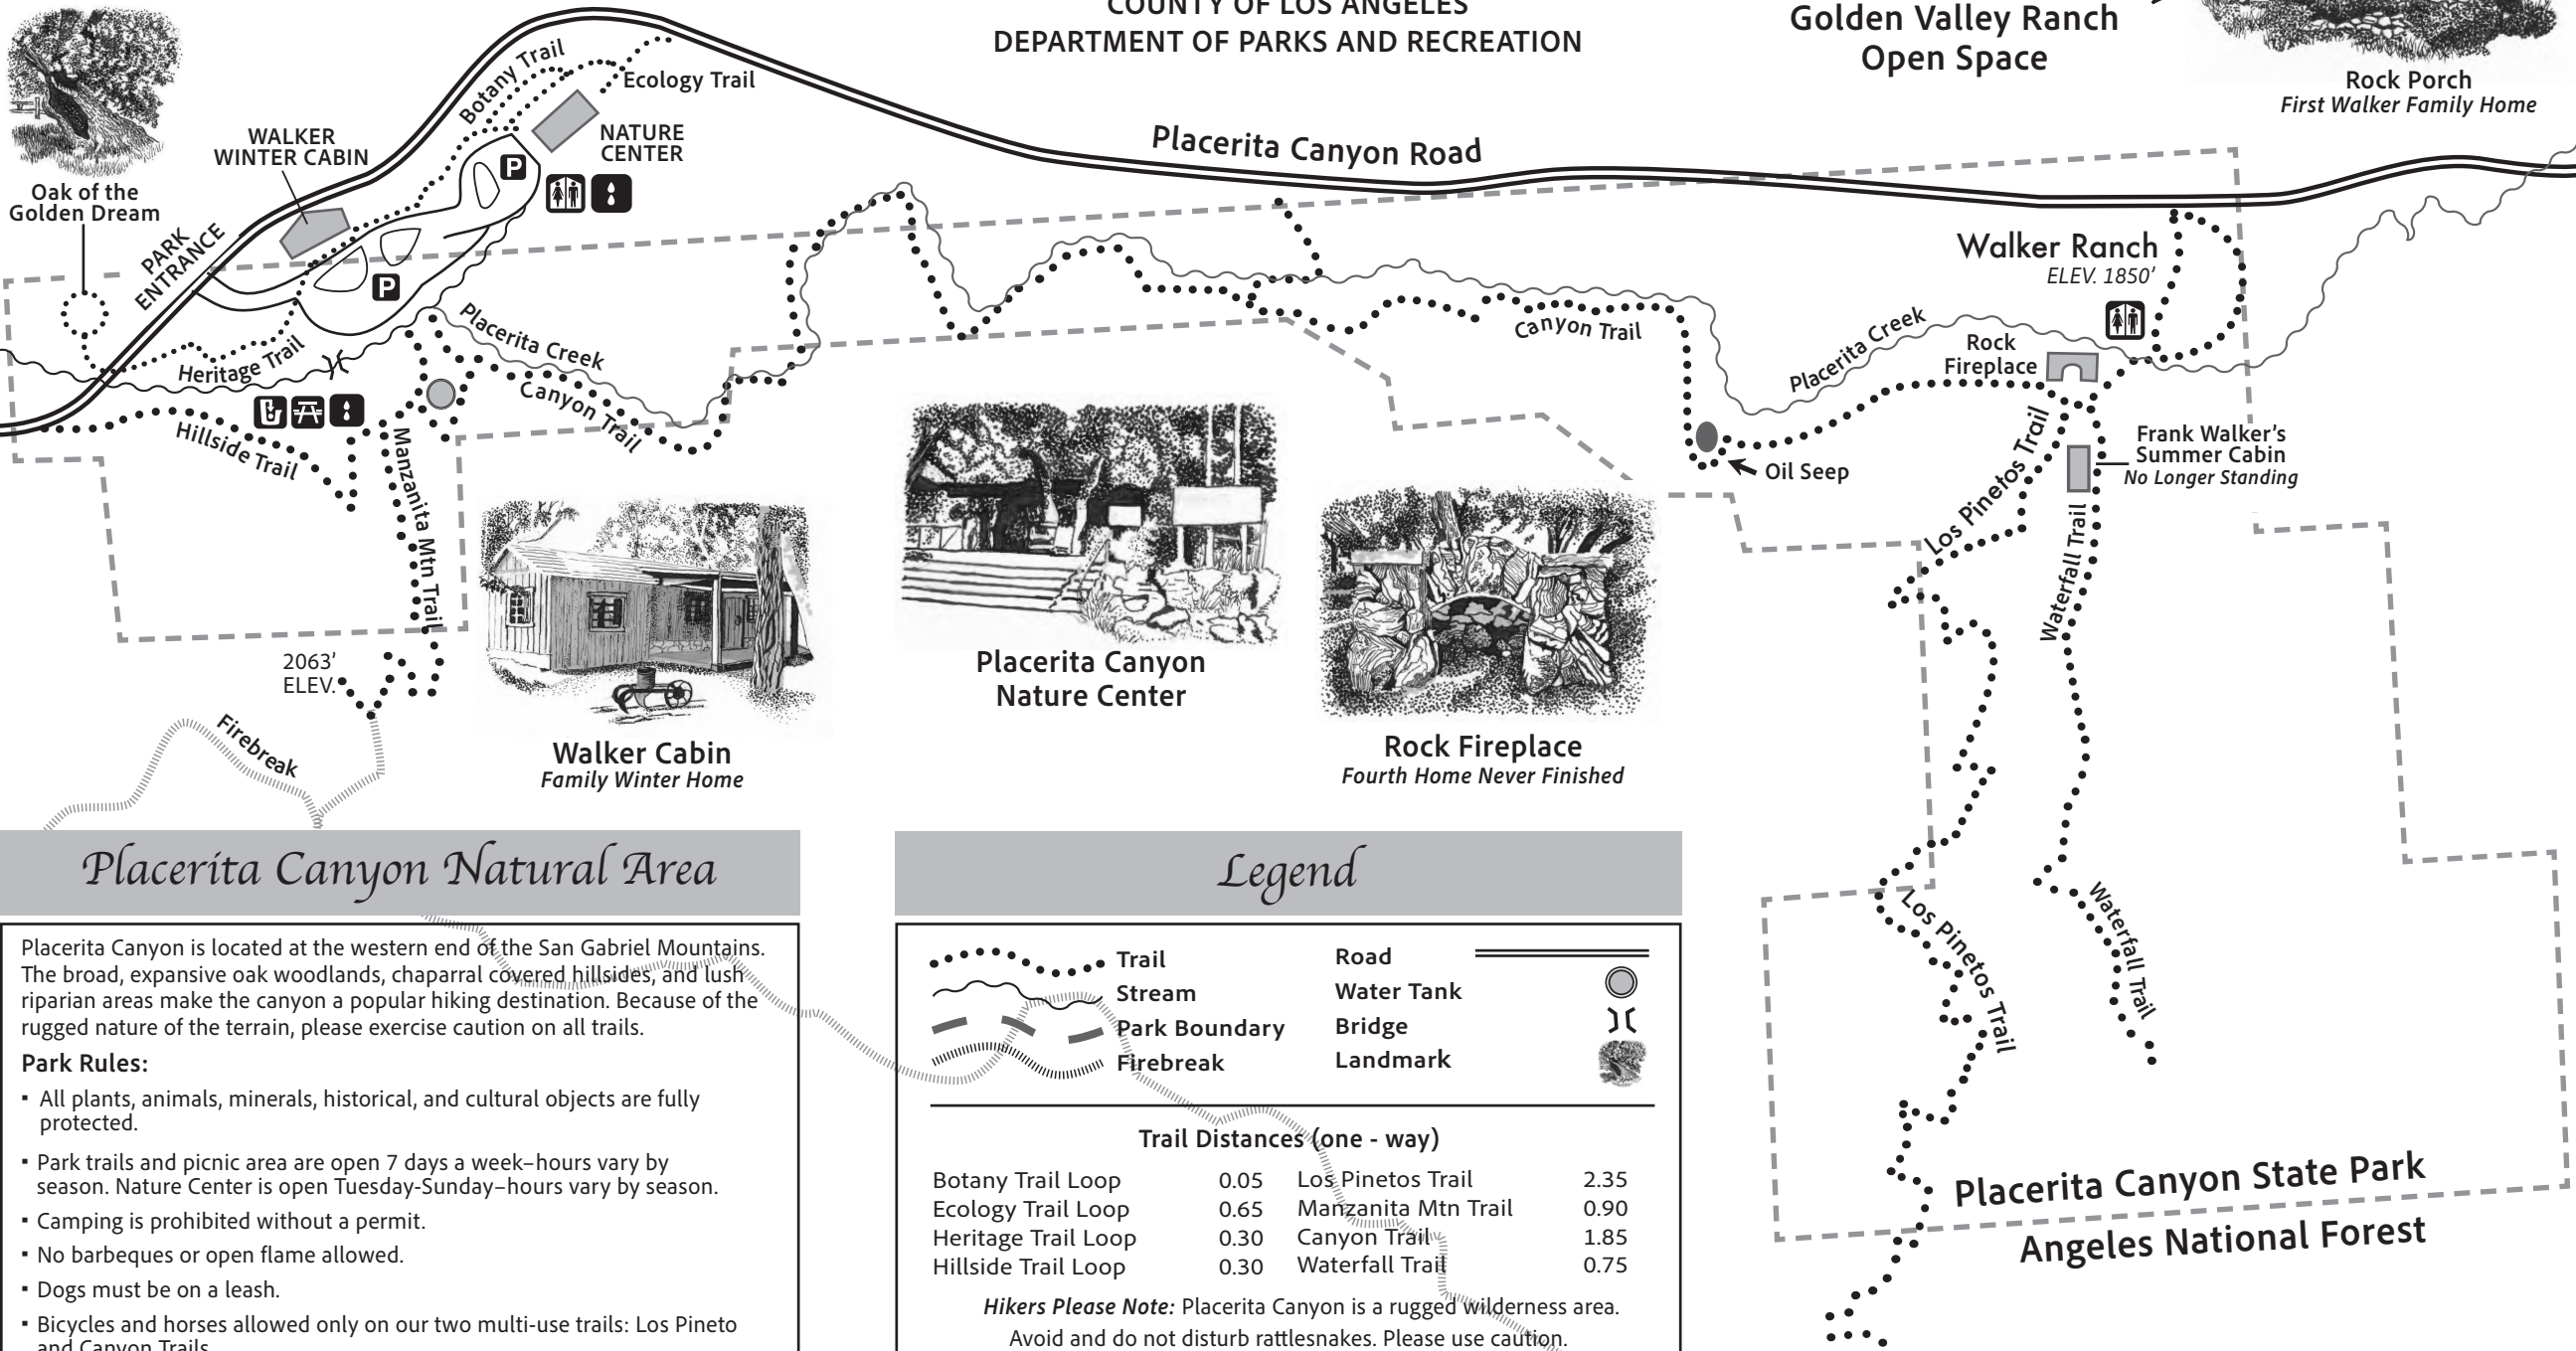 COUNTY OF LOS ANGELES
DEPARTMENT OF PARKS AND RECREATION
Golden Valley Ranch
Open Space
Rock Porch
First Walker Family Home
Botany Trail
Ecology Trail
NATURE
CENTER
WALKER
WINTER CABIN
P
Oak of the
Golden Dream
PARK
ENTRANCE
P
Placerita Canyon Road
Walker Ranch
ELEV. 1850’
Heritage Trail
Placerita Creek
Canyon Trail
Canyon Trail
Placerita Creek
Rock
Fireplace
Hillside Trail
Manzanita Mtn Trail
Oil Seep
Los Pinetos Trail
Frank Walker’s
Summer Cabin
No Longer Standing
Waterfall Trail
2063’
ELEV.
Firebreak
Walker Cabin
Family Winter Home
Placerita Canyon
Nature Center
Rock Fireplace
Fourth Home Never Finished
Los Pinetos Trail
Waterfall Trail
Placerita Canyon State Park
Angeles National Forest
Placerita Canyon Natural Area
Placerita Canyon is located at the western end of the San Gabriel Mountains.
The broad, expansive oak woodlands, chaparral covered hillsides, and lush
riparian areas make the canyon a popular hiking destination. Because of the
rugged nature of the terrain, please exercise caution on all trails.
Park Rules:
▪ All plants, animals, minerals, historical, and cultural objects are fully
protected.
▪ Park trails and picnic area are open 7 days a week–hours vary by
season. Nature Center is open Tuesday-Sunday–hours vary by season.
▪ Camping is prohibited without a permit.
▪ No barbeques or open flame allowed.
▪ Dogs must be on a leash.
▪ Bicycles and horses allowed only on our two multi-use trails: Los Pineto
and Canyon Trails
Legend
Trail
Stream
Park Boundary
Firebreak
Road
Water Tank
Bridge
Landmark
Trail Distances (one - way)
Botany Trail Loop 0.05
Ecology Trail Loop 0.65
Heritage Trail Loop 0.30
Hillside Trail Loop 0.30
Los Pinetos Trail 2.35
Manzanita Mtn Trail 0.90
Canyon Trail 1.85
Waterfall Trail 0.75
Hikers Please Note: Placerita Canyon is a rugged wilderness area.
Avoid and do not disturb rattlesnakes. Please use caution.